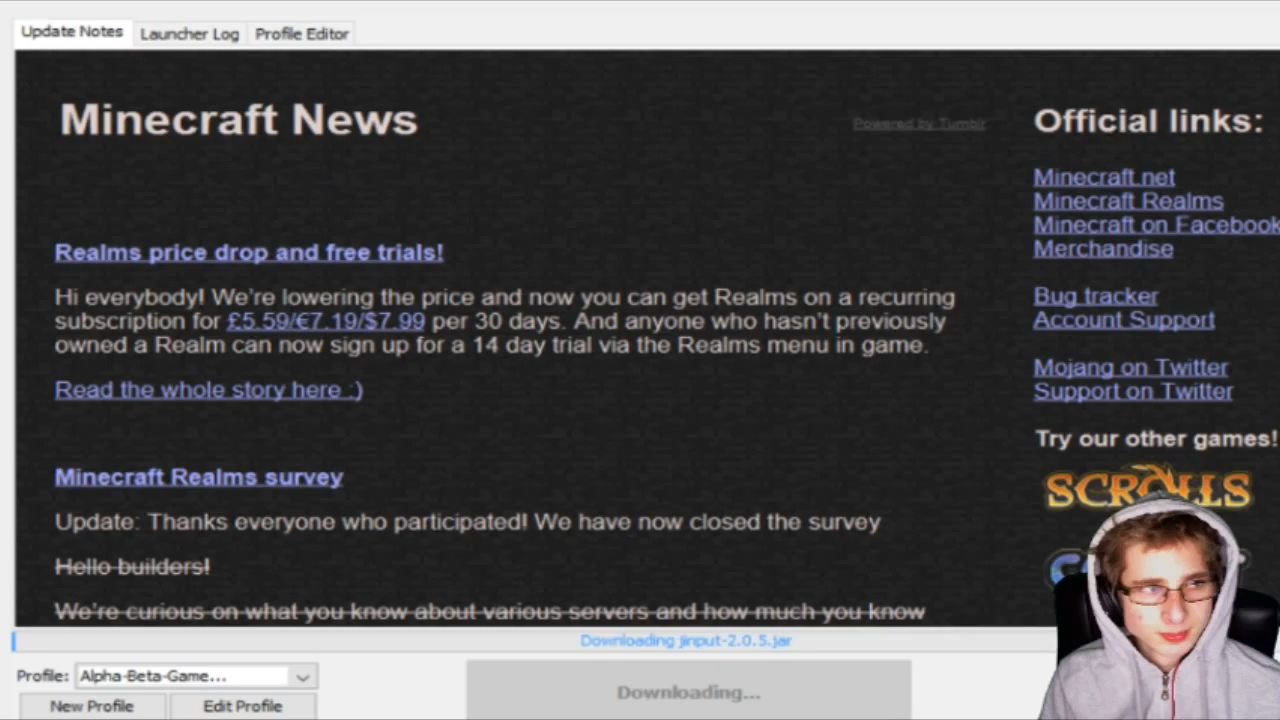 Update Notes
Launcher Log
Profile Editor
Minecraft News
Powered by Tumblr
Realms price drop and free trials!
Hi everybody! We're lowering the price and now you can get Realms on a recurring
subscription for £5.59/€7.19/$7.99 per 30 days. And anyone who hasn't previously
owned a Realm can now sign up for a 14 day trial via the Realms menu in game.
Read the whole story here :)
Minecraft Realms survey
Update: Thanks everyone who participated! We have now closed the survey
Hello builders!
We're curious on what you know about various servers and how much you know
Official links:
Minecraft.net
Minecraft Realms
Minecraft on Facebook
Merchandise
Bug tracker
Account Support
Mojang on Twitter
Support on Twitter
Try our other games!
SCROLLS
Downloading jinput-2.0.5.jar
Profile: Alpha-Beta-Game...
Downloading...
New Profile
Edit Profile